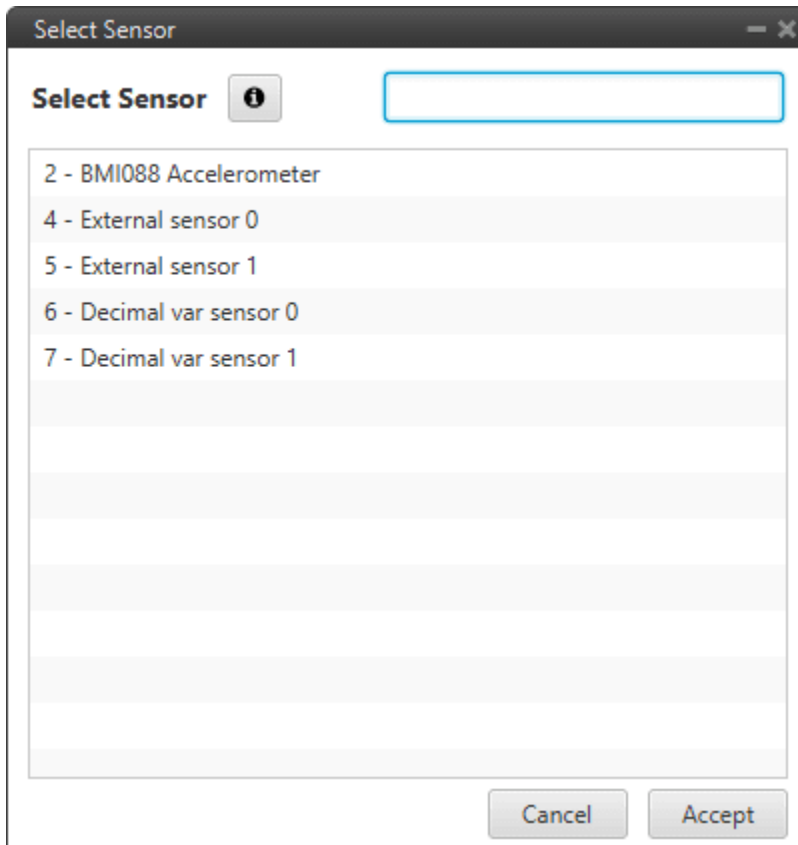 Select Sensor
Select Sensor
2 - BMI088 Accelerometer
4 - External sensor 0
5 - External sensor 1
6 - Decimal var sensor 0
7 - Decimal var sensor 1
Cancel Accept